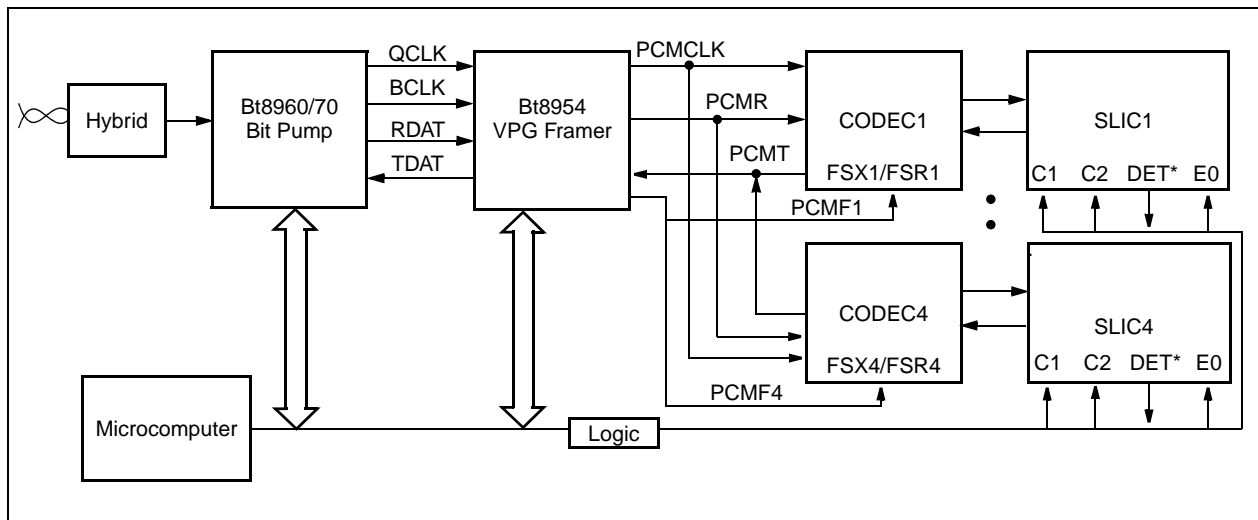 QCLK
BCLK
RDAT
TDAT
PCMCLK
PCMR
PCMT
PCMF1
PCMF4
Hybrid
Bt8960/70
Bit Pump
Bt8954
VPG Framer
CODEC1
FSX1/FSR1
SLIC1
C1 C2 DET* E0
CODEC4
FSX4/FSR4
SLIC4
C1 C2 DET* E0
Microcomputer
Logic